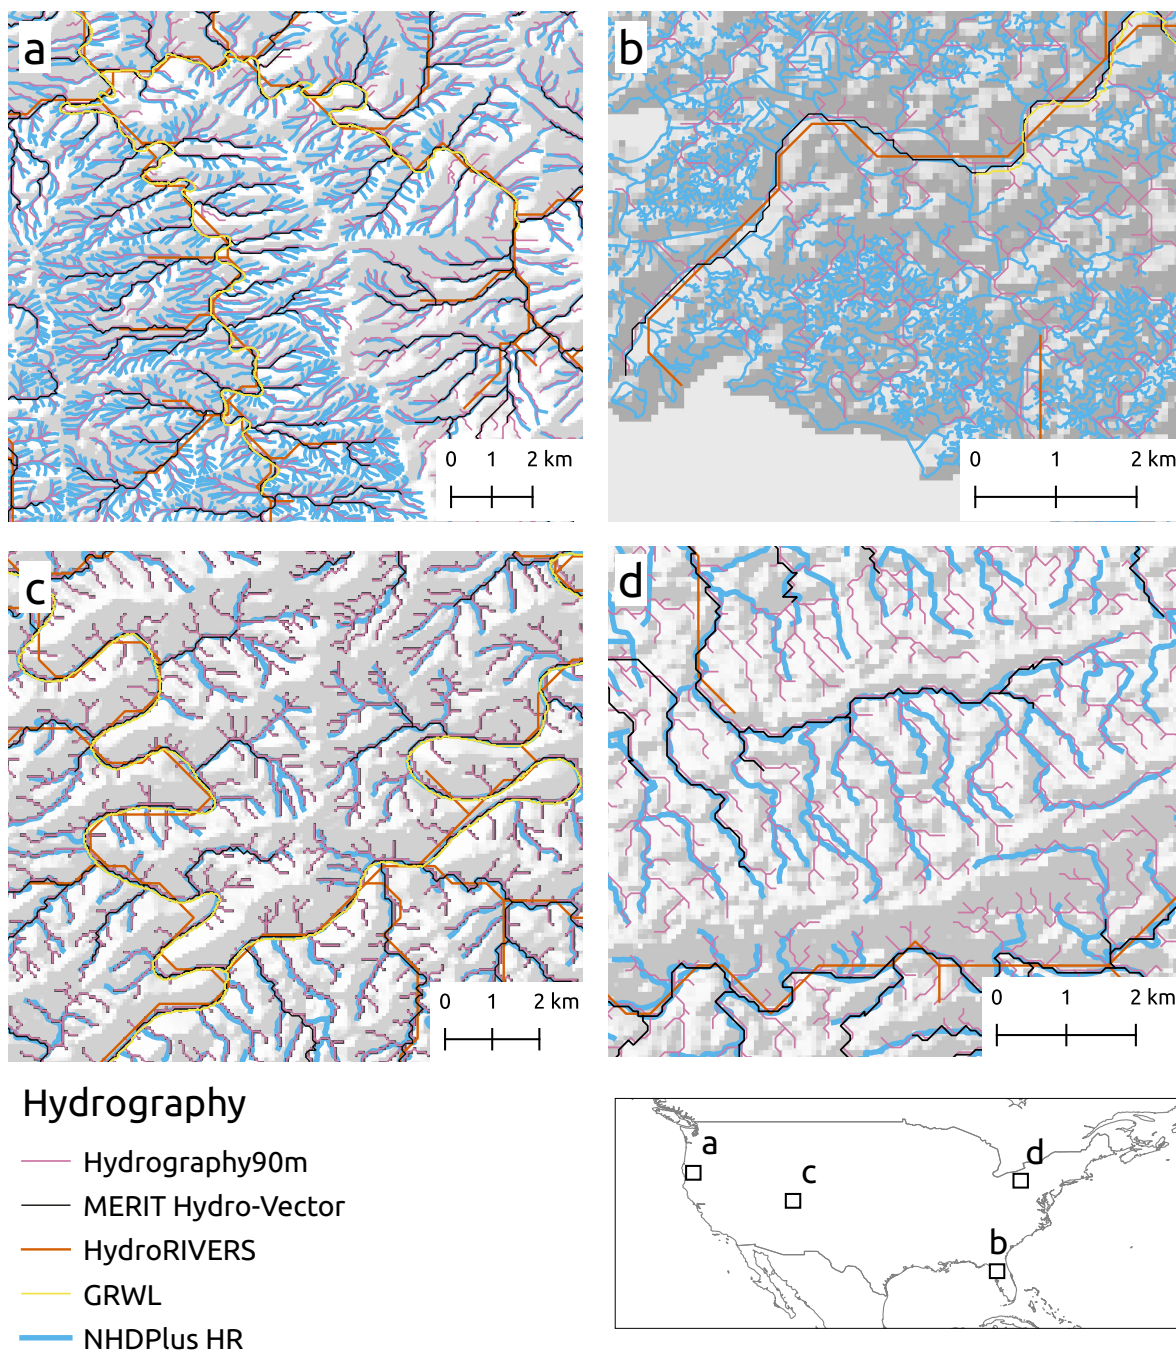 a
b
0 1 2 km
0 1 2 km
c
d
0 1 2 km
0 1 2 km
Hydrography
Hydrography90m
MERIT Hydro-Vector
HydroRIVERS
GRWL
NHDPlus HR
a
c
d
b